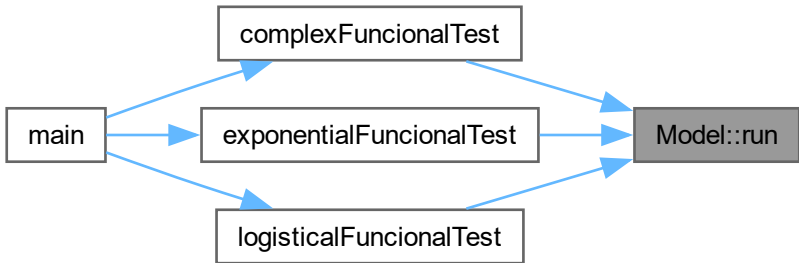 complexFuncionalTest
main
exponentialFuncionalTest
Model::run
logisticalFuncionalTest